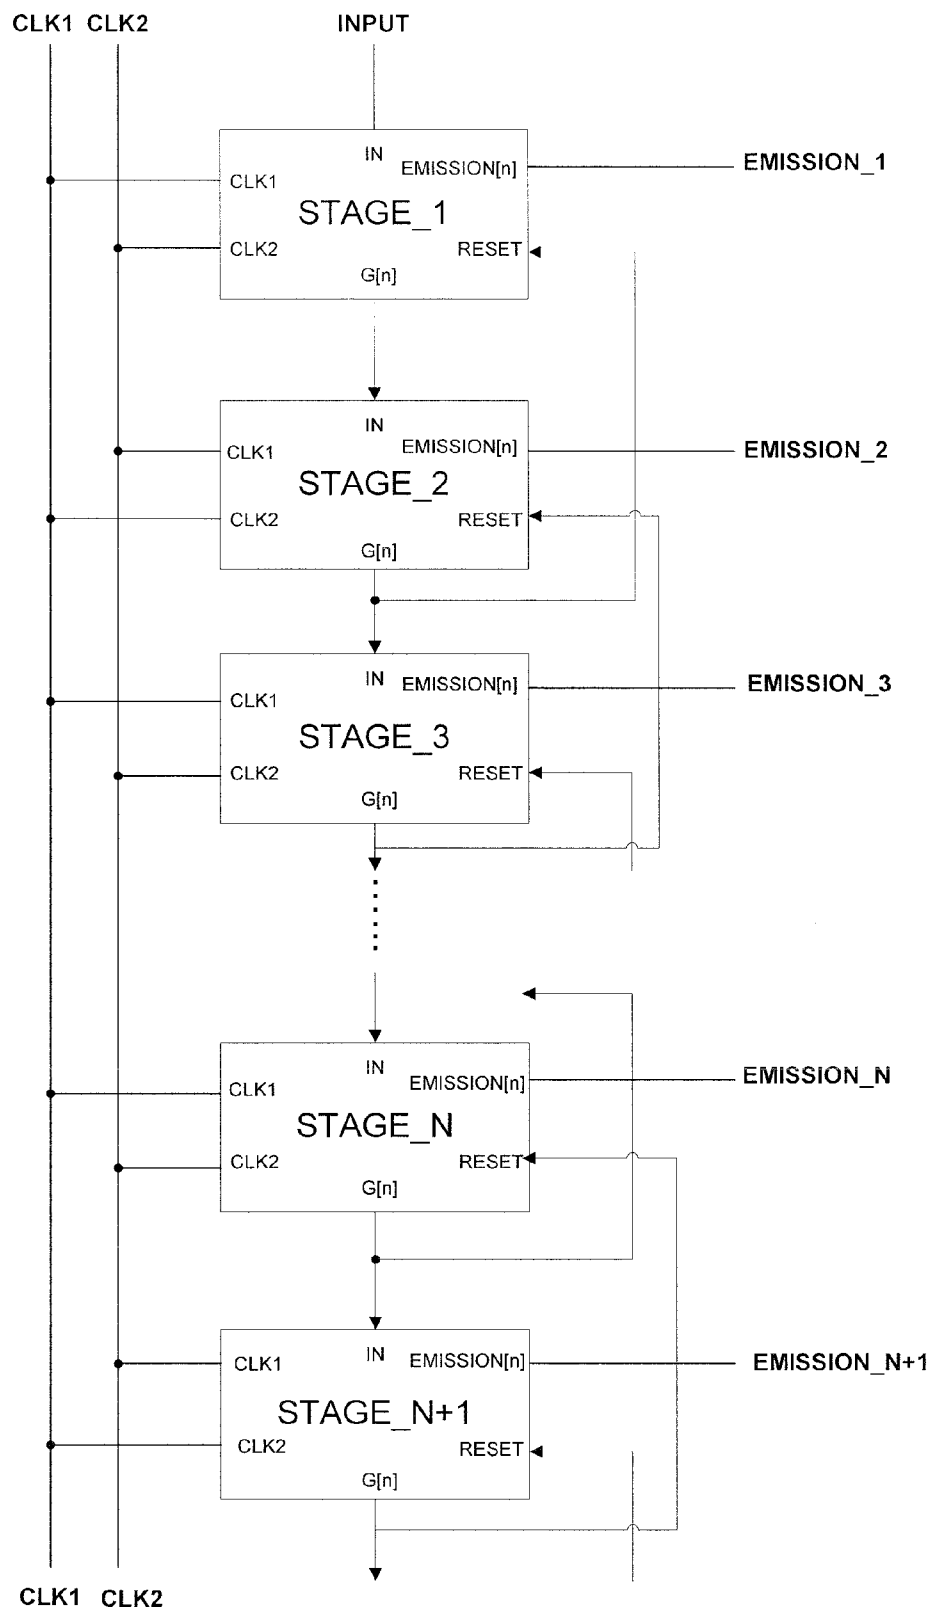 CLK1 CLK2 INPUT
IN
EMISSION[n] EMISSION_1
CLK1
STAGE_1
CLK2 RESET
G[n]
IN
EMISSION[n] EMISSION_2
CLK1
STAGE_2
CLK2 RESET
G[n]
IN
EMISSION[n] EMISSION_3
CLK1
STAGE_3
CLK2 RESET
G[n]
IN
EMISSION[n] EMISSION_N
CLK1
STAGE_N
CLK2 RESET
G[n]
IN
EMISSION[n] EMISSION_N+1
CLK1
STAGE_N+1
CLK2 RESET
G[n]
CLK1 CLK2